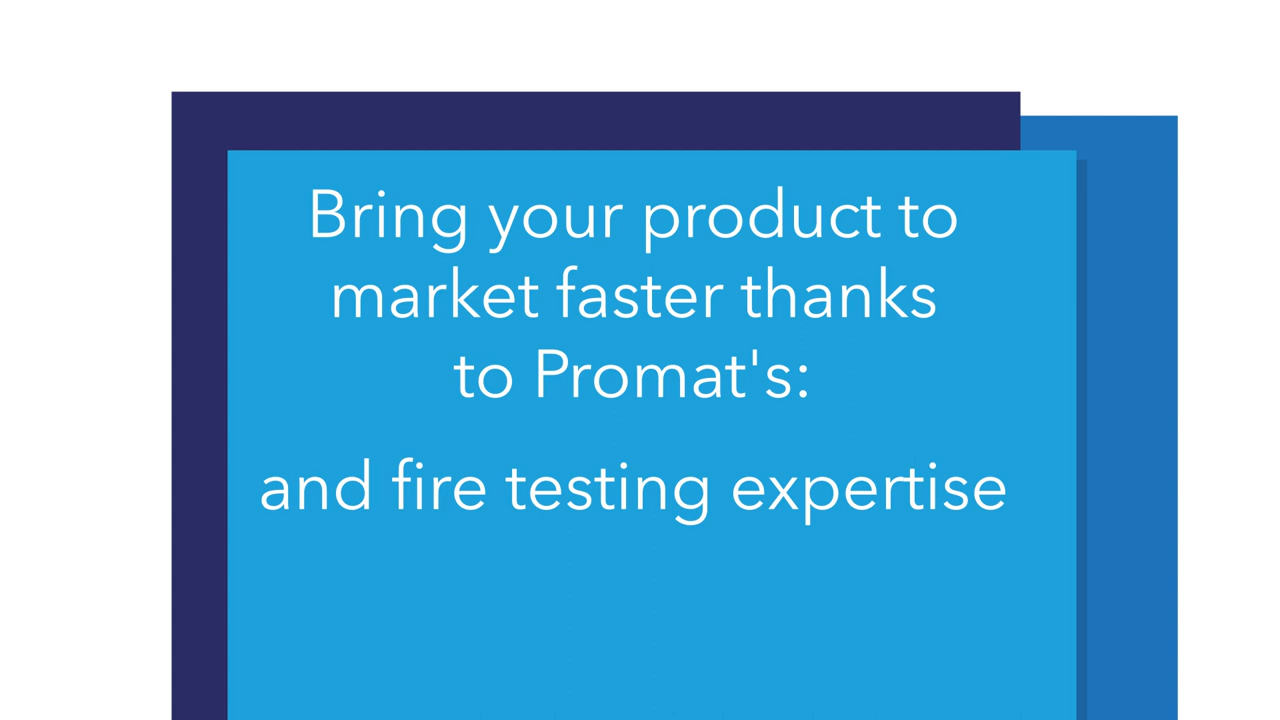 Bring your product to
market faster thanks
to Promat's:
and fire testing expertise